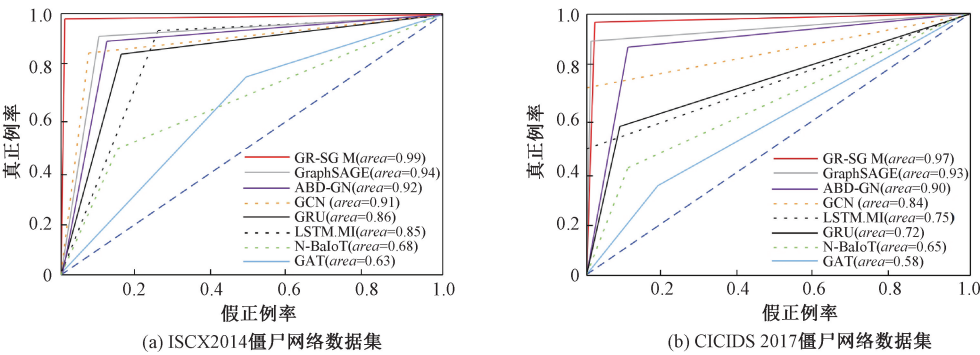 1.0
0.8
0.6
0.4
0.2
0
真正例率
GR-SG M(area=0.99)
GraphSAGE(area=0.94)
ABD-GN(area=0.92)
GCN (area=0.91)
GRU(area=0.86)
LSTM.MI(area=0.85)
N-BaIoT(area=0.68)
GAT(area=0.63)
0.2 0.4 0.6 0.8 1.0
假正例率
(a) ISCX2014僵尸网络数据集
1.0
0.8
0.6
0.4
0.2
0
真正例率
GR-SG M(area=0.97)
GraphSAGE(area=0.93)
ABD-GN(area=0.90)
GCN (area=0.84)
LSTM.MI(area=0.75)
GRU(area=0.72)
N-BaIoT(area=0.65)
GAT(area=0.58)
0.2 0.4 0.6 0.8 1.0
假正例率
(b) CICIDS 2017僵尸网络数据集